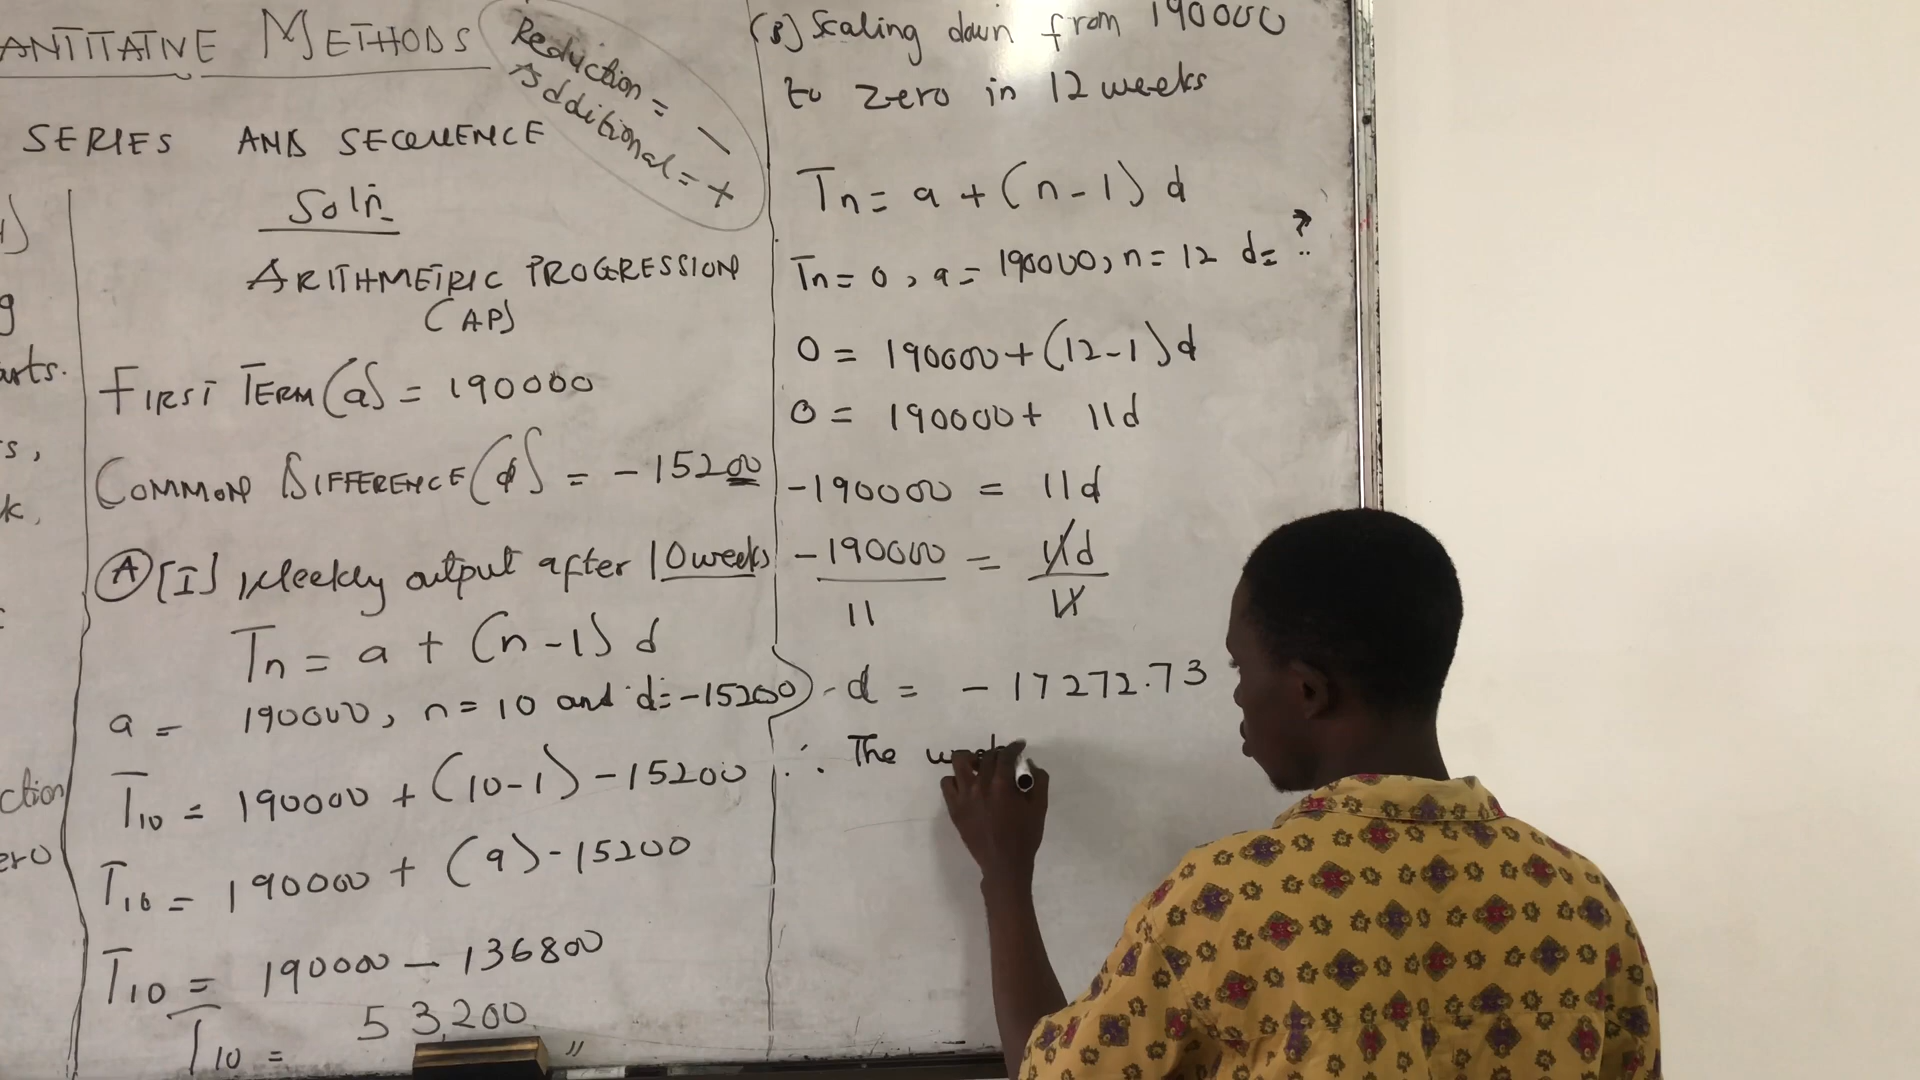 ANTITATIVE METHODS
Reduction = -
Additional = +
SERIES AND SEQUENCE
Soln
ARITHMETRIC PROGRESSION
(AP)
FIRST TERM (a) = 190000
COMMON DIFFERENCE (d) = -15200
(A) [I] Weekly output after 10 weeks
Tn = a + (n-1) d
a = 190000, n = 10 and d = -15200
T10 = 190000 + (10-1) -15200
T10 = 190000 + (9) -15200
T10 = 190000 - 136800
T10 = 53,200 "
(B) Scaling down from 190000
to zero in 12 weeks
Tn = a + (n-1) d
Tn = 0, a = 190000, n = 12 d = ?
0 = 190000 + (12-1) d
0 = 190000 + 11d
-190000 = 11d
-190000 = 11d
11 11
d = -17272.73
∴ The
g
arts.
s,
k,
ction
ero